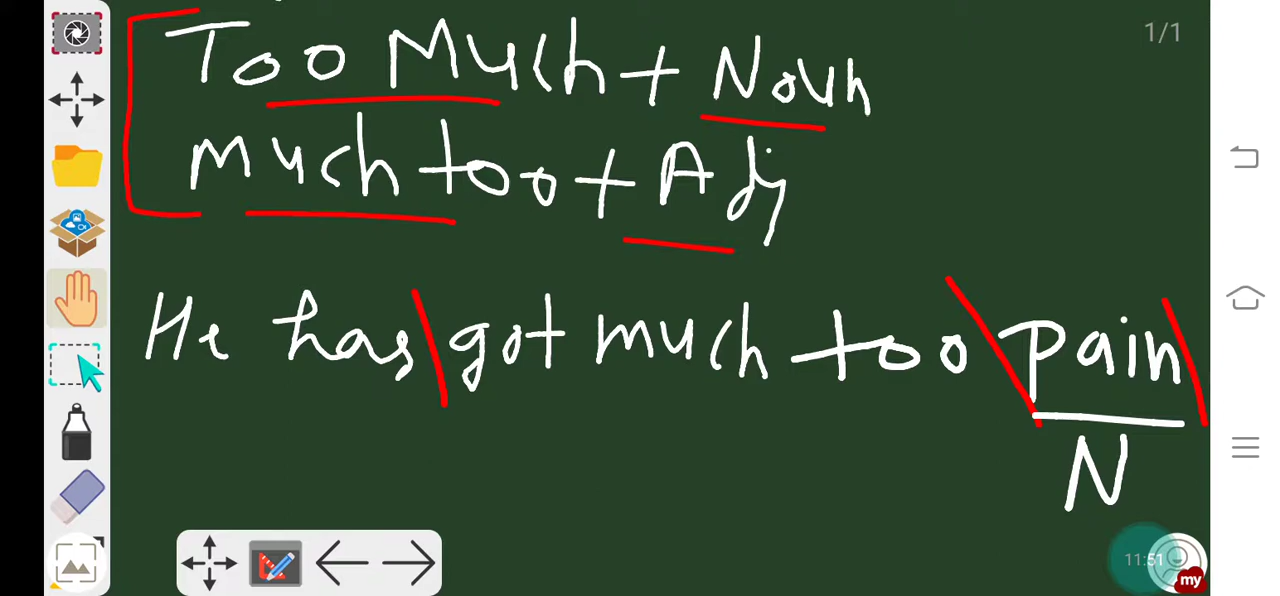 1/1
Too Much + Noun
much too + Adj
He has got much too pain
N
11:51
my